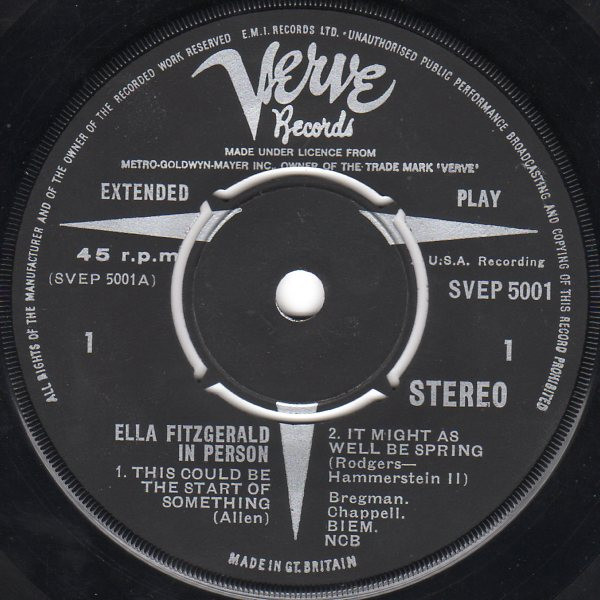 ALL RIGHTS OF THE MANUFACTURER AND OF THE OWNER OF THE RECORDED WORK RESERVED E.M.I. RECORDS LTD. • UNAUTHORISED PUBLIC PERFORMANCE BROADCASTING AND COPYING OF THIS RECORD PROHIBITED
Verve
Records
MADE UNDER LICENCE FROM
METRO-GOLDWYN-MAYER INC., OWNER OF THE TRADE MARK "VERVE"
EXTENDED PLAY
45 r.p.m U.S.A. Recording
(SVEP 5001A) SVEP 5001
1 1
STEREO
ELLA FITZGERALD
IN PERSON
1. THIS COULD BE
THE START OF
SOMETHING
(Allen)
2. IT MIGHT AS
WELL BE SPRING
(Rodgers—
Hammerstein II)
Bregman.
Chappell.
BIEM.
NCB
MADE IN GT. BRITAIN